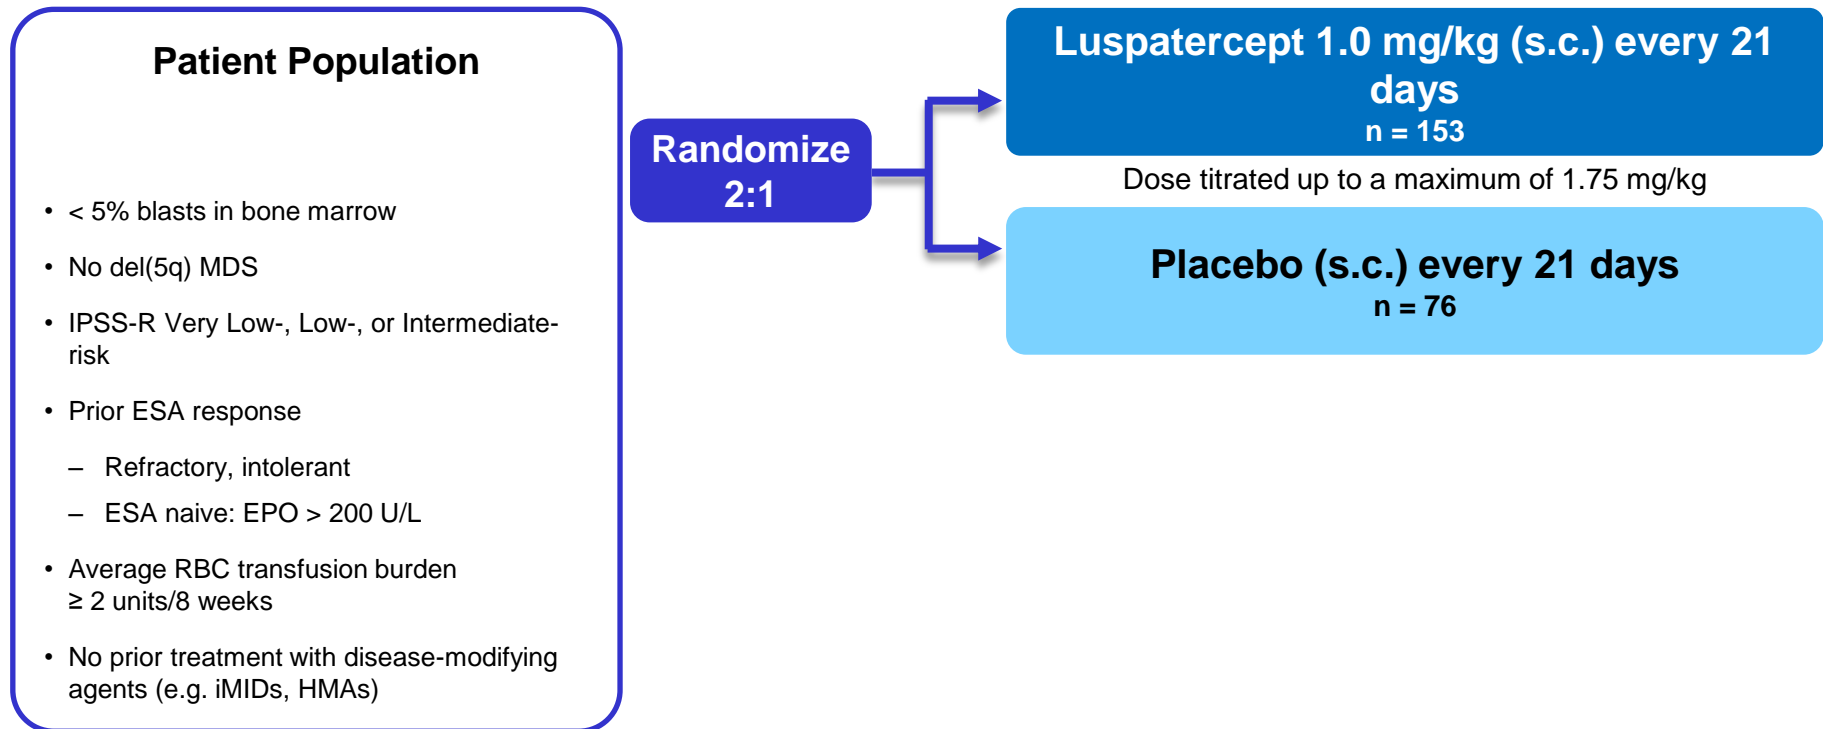 Patient Population
• < 5% blasts in bone marrow
• No del(5q) MDS
• IPSS-R Very Low-, Low-, or Intermediate-
risk
• Prior ESA response
– Refractory, intolerant
– ESA naive: EPO > 200 U/L
• Average RBC transfusion burden
≥ 2 units/8 weeks
• No prior treatment with disease-modifying
agents (e.g. iMIDs, HMAs)
Randomize
2:1
Luspatercept 1.0 mg/kg (s.c.) every 21
days
n = 153
Dose titrated up to a maximum of 1.75 mg/kg
Placebo (s.c.) every 21 days
n = 76